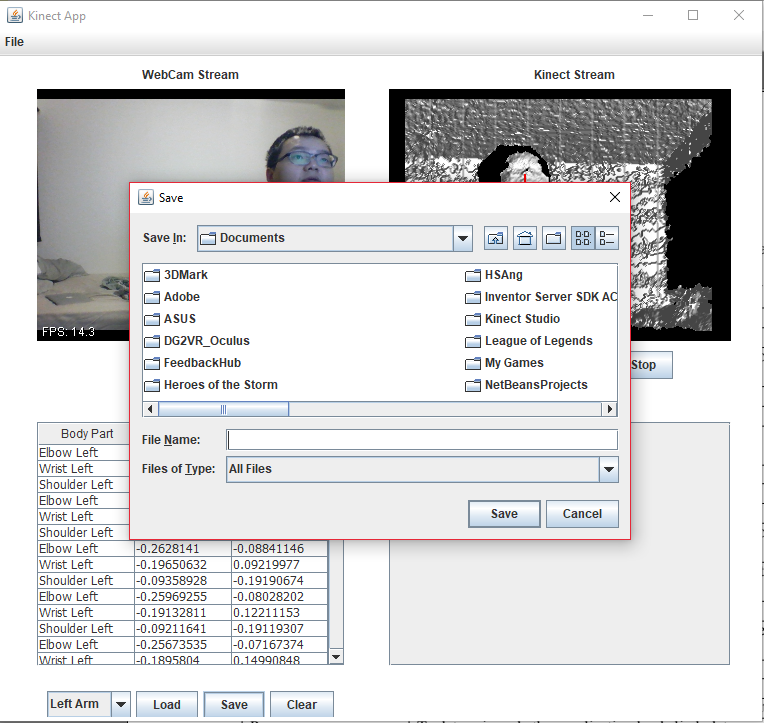 Kinect App
File
WebCam Stream
Kinect Stream
FPS: 14.3
Save
Save In: Documents
3DMark
Adobe
ASUS
DG2VR_Oculus
FeedbackHub
Heroes of the Storm
HSAng
Inventor Server SDK AC
Kinect Studio
League of Legends
My Games
NetBeansProjects
File Name:
Files of Type: All Files
Save Cancel
Stop
Body Part
Elbow Left
Wrist Left
Shoulder Left
Elbow Left
Wrist Left
Shoulder Left
Elbow Left -0.2628141 -0.08841146
Wrist Left -0.19650632 0.09219977
Shoulder Left -0.09358928 -0.19190674
Elbow Left -0.25969255 -0.08028202
Wrist Left -0.19132811 0.12211153
Shoulder Left -0.09211641 -0.19119307
Elbow Left -0.25673535 -0.07167374
Wrist Left -0.1895804 0.14990848
Left Arm Load Save Clear